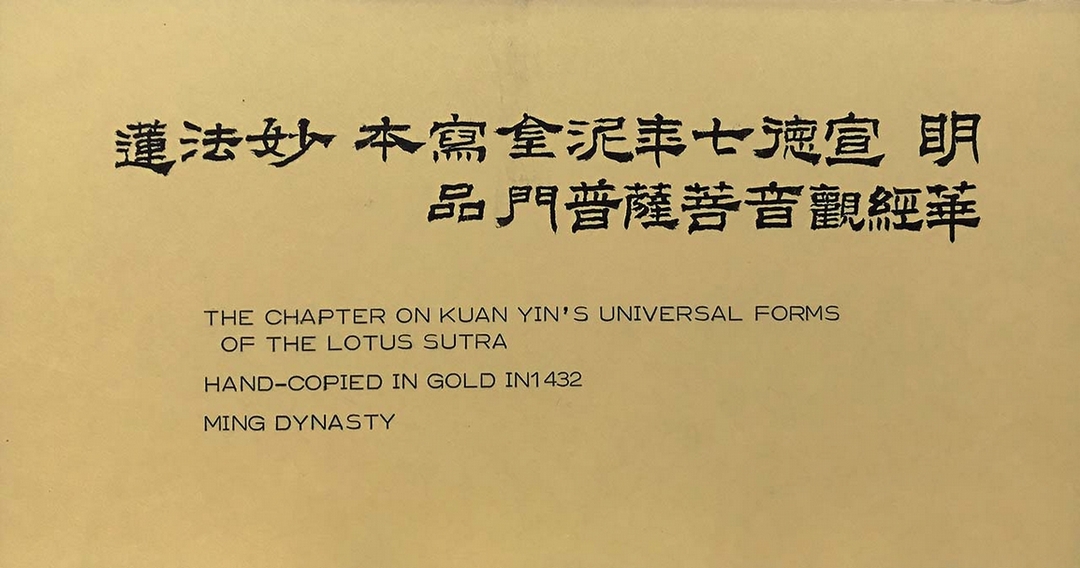 明 宣德七年泥金寫本 妙法蓮
華經觀音菩薩普門品
THE CHAPTER ON KUAN YIN'S UNIVERSAL FORMS
OF THE LOTUS SUTRA
HAND-COPIED IN GOLD IN1432
MING DYNASTY